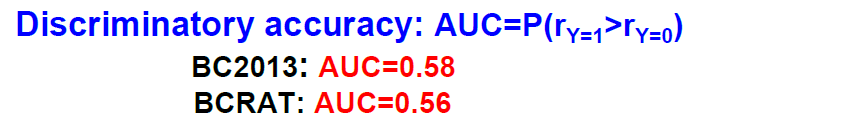 Discriminatory accuracy: AUC=P(rY=1>rY=0)
BC2013: AUC=0.58
BCRAT: AUC=0.56